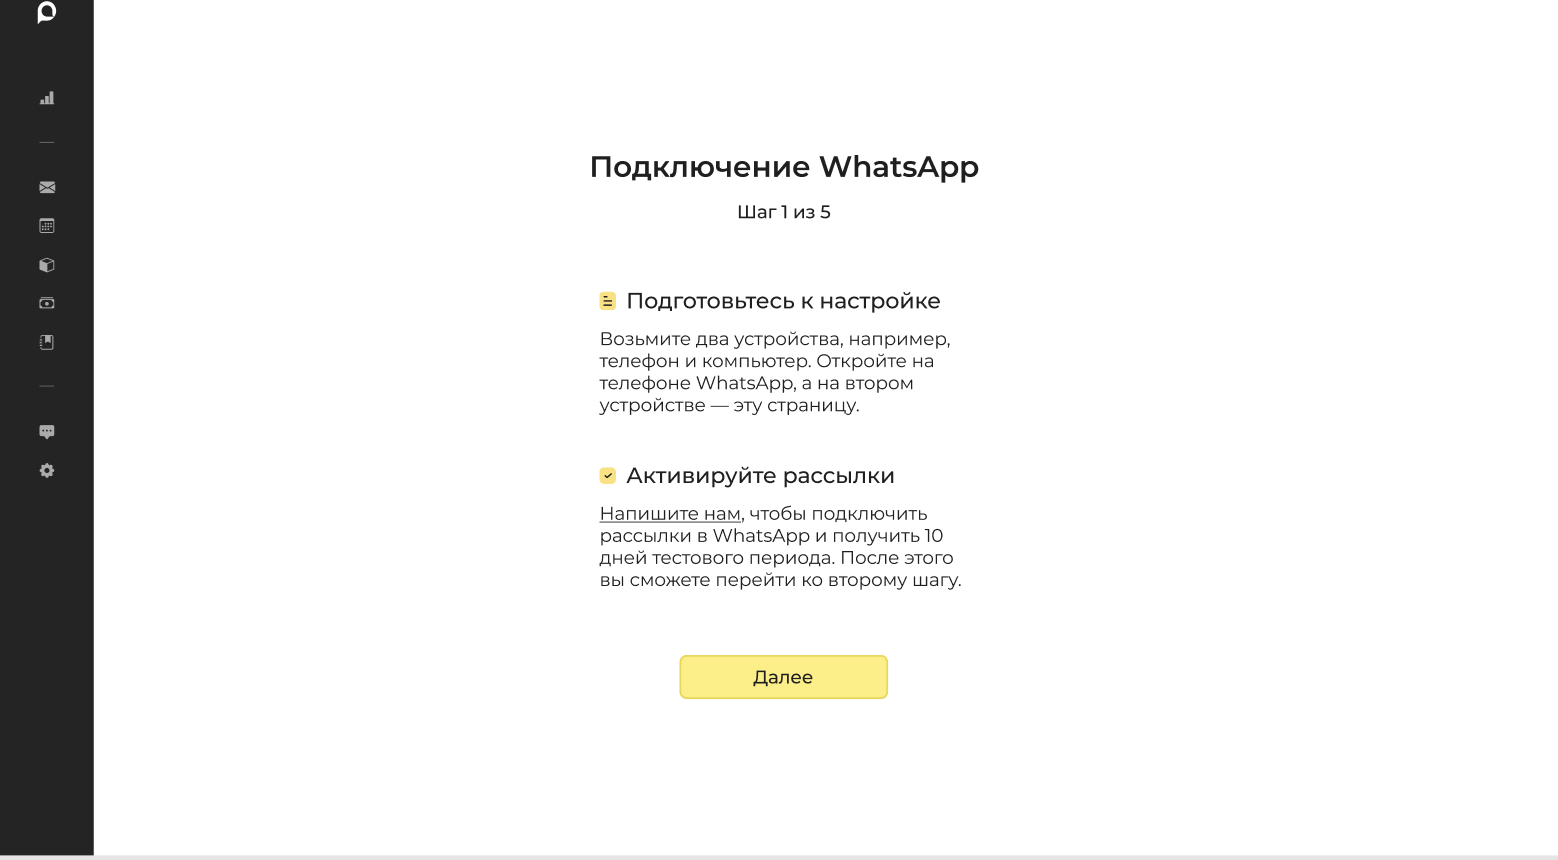 Подключение WhatsApp
Шаг 1 из 5
Подготовьтесь к настройке
Возьмите два устройства, например,
телефон и компьютер. Откройте на
телефоне WhatsApp, а на втором
устройстве — эту страницу.
Активируйте рассылки
Напишите нам, чтобы подключить
рассылки в WhatsApp и получить 10
дней тестового периода. После этого
вы сможете перейти ко второму шагу.
Далее